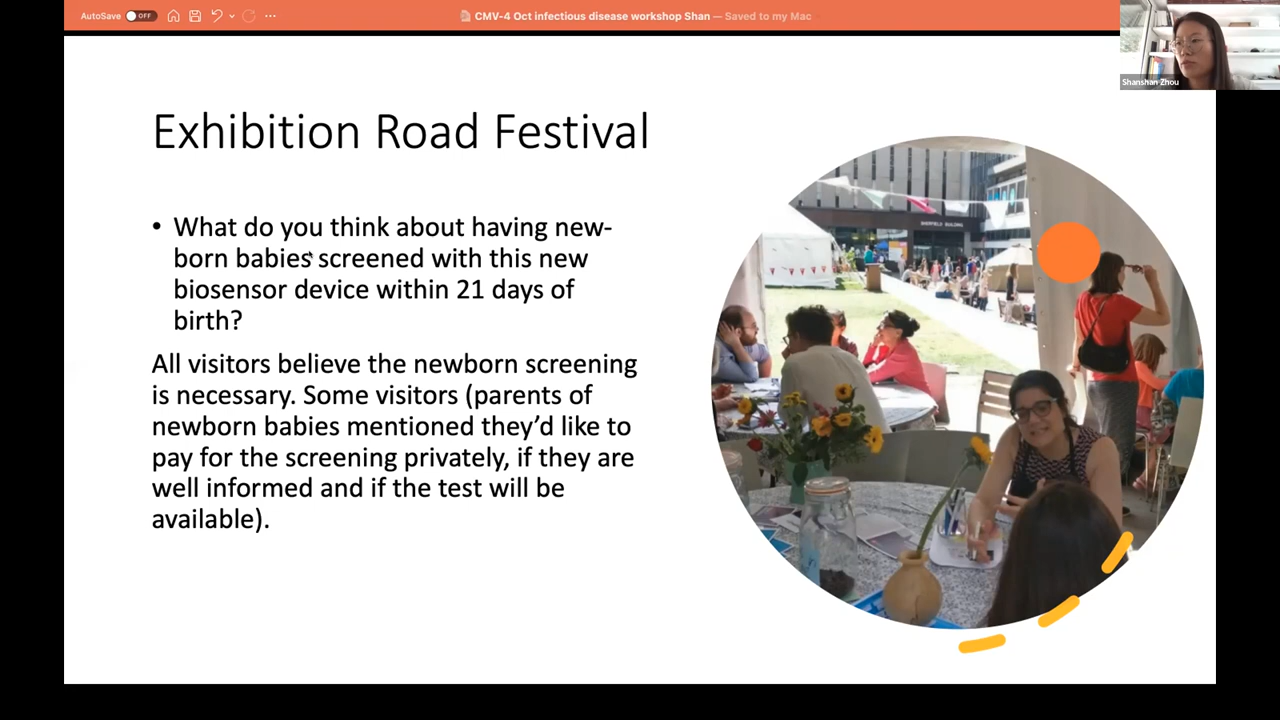 AutoSave OFF
CMV-4 Oct infectious disease workshop Shan — Saved to my Mac
Shanshan Zhou
Exhibition Road Festival
• What do you think about having new-
born babies screened with this new
biosensor device within 21 days of
birth?
All visitors believe the newborn screening
is necessary. Some visitors (parents of
newborn babies mentioned they’d like to
pay for the screening privately, if they are
well informed and if the test will be
available).
SHERFIELD BUILDING